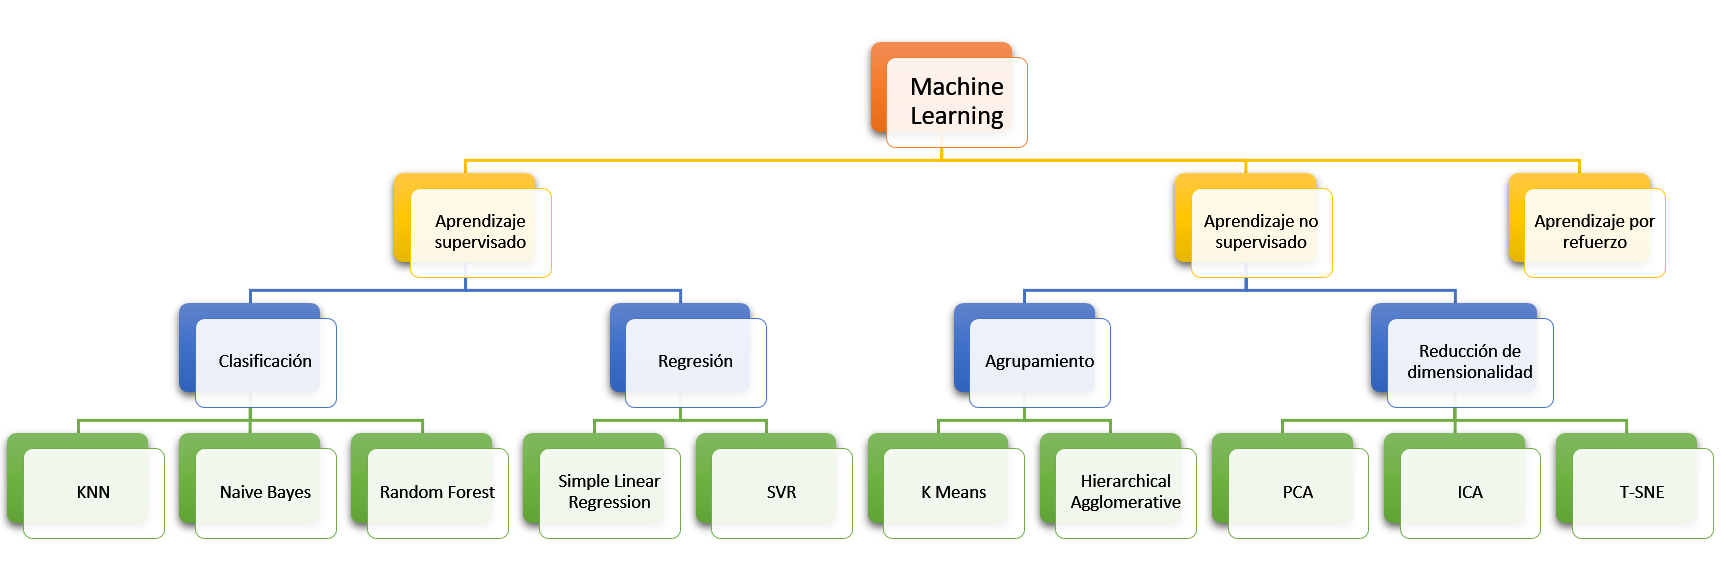 Machine
Learning
Aprendizaje
supervisado
Aprendizaje no
supervisado
Aprendizaje por
refuerzo
Clasificación
Regresión
Agrupamiento
Reducción de
dimensionalidad
KNN
Naive Bayes
Random Forest
Simple Linear
Regression
SVR
K Means
Hierarchical
Agglomerative
PCA
ICA
T-SNE